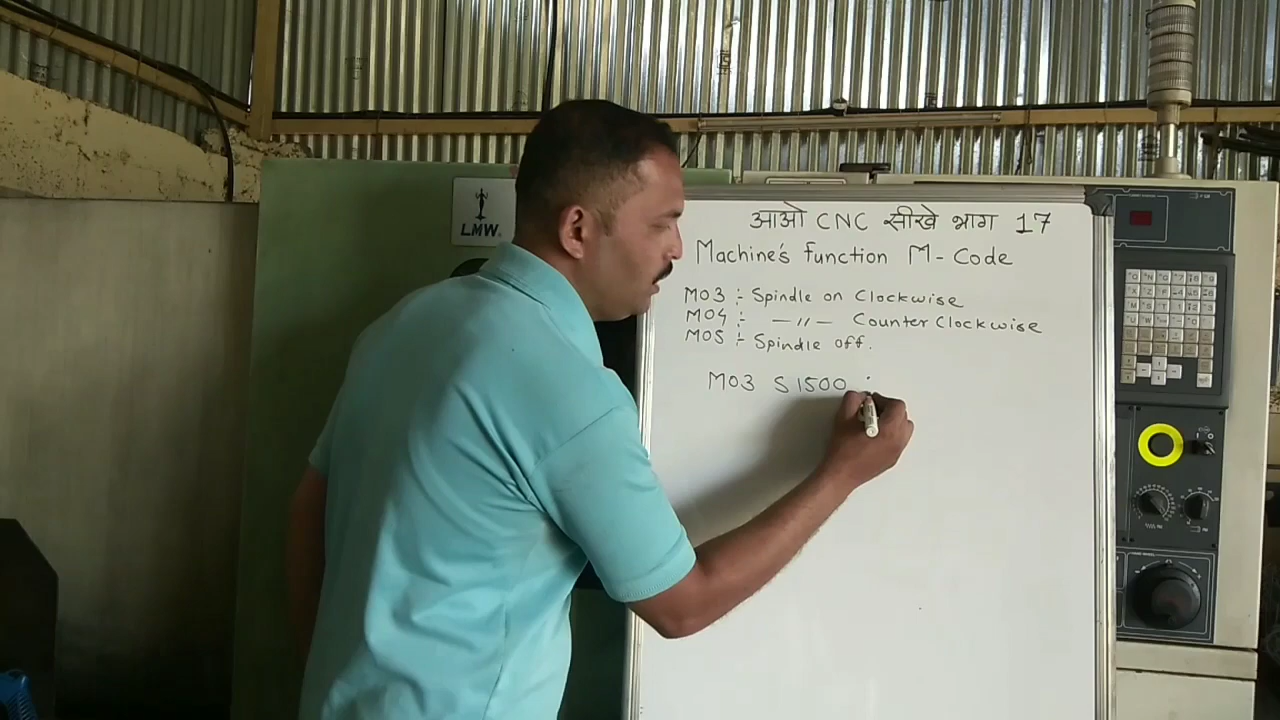 LMW.
आओ CNC सीखे भाग 17
Machine's function M-Code
M03 :- Spindle on Clockwise
M04 :- —〃— Counter Clockwise
M05 :- Spindle off.
M03 S1500 ;